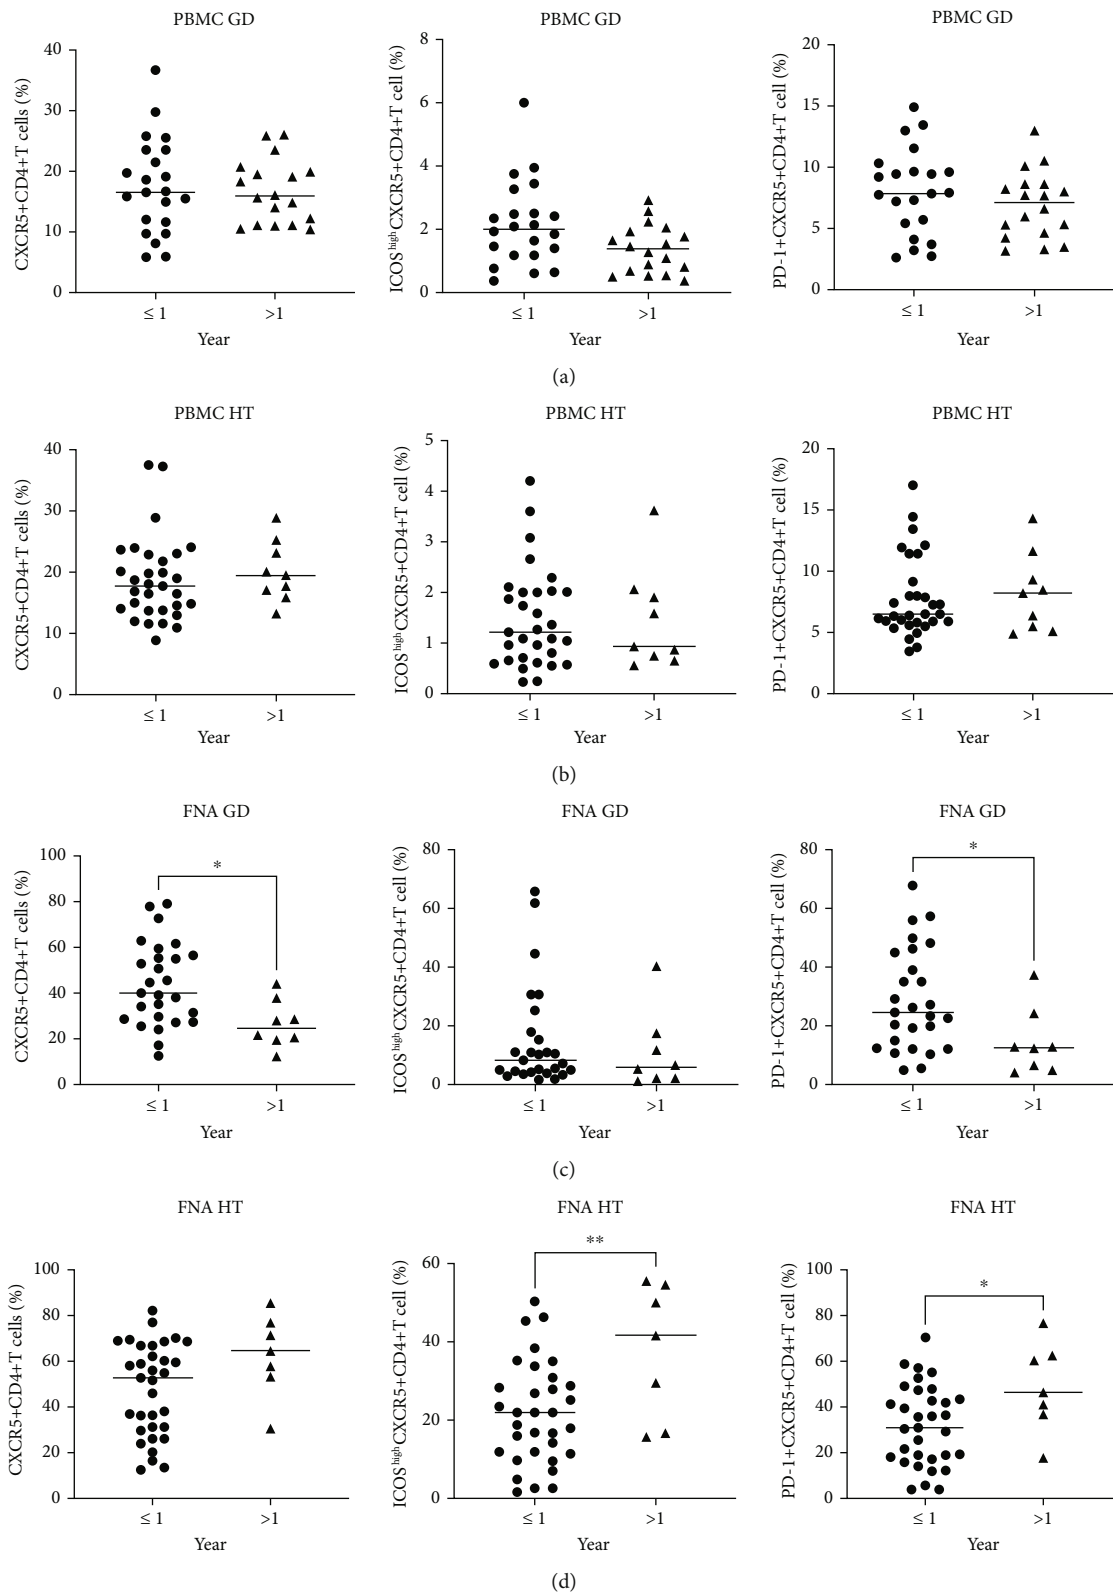 PBMC GD
CXCR5+CD4+T cells (%)
40
30
20
10
0
≤ 1
>1
Year
PBMC GD
ICOS^high CXCR5+CD4+T cell (%)
8
6
4
2
0
≤ 1
>1
Year
PBMC GD
PD-1+CXCR5+CD4+T cell (%)
20
15
10
5
0
≤ 1
>1
Year
(a)
PBMC HT
CXCR5+CD4+T cells (%)
40
30
20
10
0
≤ 1
>1
Year
PBMC HT
ICOS^high CXCR5+CD4+T cell (%)
5
4
3
2
1
0
≤ 1
>1
Year
PBMC HT
PD-1+CXCR5+CD4+T cell (%)
20
15
10
5
0
≤ 1
>1
Year
(b)
FNA GD
CXCR5+CD4+T cells (%)
100
80
60
40
20
0
*
≤ 1
>1
Year
FNA GD
ICOS^high CXCR5+CD4+T cell (%)
80
60
40
20
0
≤ 1
>1
Year
FNA GD
PD-1+CXCR5+CD4+T cell (%)
80
60
40
20
0
*
≤ 1
>1
Year
(c)
FNA HT
CXCR5+CD4+T cells (%)
100
80
60
40
20
0
≤ 1
>1
Year
FNA HT
ICOS^high CXCR5+CD4+T cell (%)
60
40
20
0
**
≤ 1
>1
Year
FNA HT
PD-1+CXCR5+CD4+T cell (%)
100
80
60
40
20
0
*
≤ 1
>1
Year
(d)